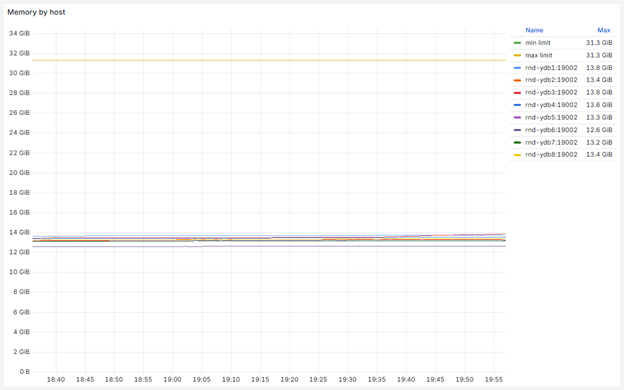 Memory by host
34 GiB
32 GiB
30 GiB
28 GiB
26 GiB
24 GiB
22 GiB
20 GiB
18 GiB
16 GiB
14 GiB
12 GiB
10 GiB
8 GiB
6 GiB
4 GiB
2 GiB
0 B
18:40 18:45 18:50 18:55 19:00 19:05 19:10 19:15 19:20 19:25 19:30 19:35 19:40 19:45 19:50 19:55
Name Max
min limit 31.3 GiB
max limit 31.3 GiB
rnd-ydb1:19002 13.8 GiB
rnd-ydb2:19002 13.4 GiB
rnd-ydb3:19002 13.8 GiB
rnd-ydb4:19002 13.6 GiB
rnd-ydb5:19002 13.3 GiB
rnd-ydb6:19002 12.6 GiB
rnd-ydb7:19002 13.2 GiB
rnd-ydb8:19002 13.4 GiB